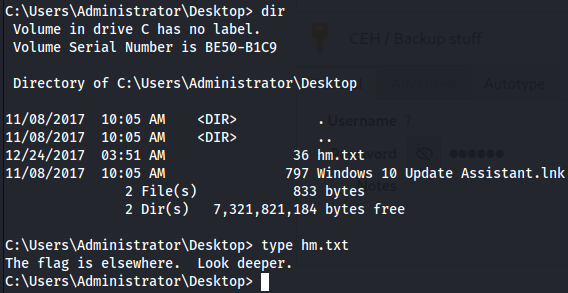 C:\Users\Administrator\Desktop> dir
 Volume in drive C has no label.
 Volume Serial Number is BE50-B1C9

 Directory of C:\Users\Administrator\Desktop

11/08/2017  10:05 AM    <DIR>          .
11/08/2017  10:05 AM    <DIR>          ..
12/24/2017  03:51 AM                36 hm.txt
11/08/2017  10:05 AM               797 Windows 10 Update Assistant.lnk
               2 File(s)            833 bytes
               2 Dir(s)   7,321,821,184 bytes free

C:\Users\Administrator\Desktop> type hm.txt
The flag is elsewhere.  Look deeper.
C:\Users\Administrator\Desktop>
CEH / Backup stuff
Autotype
Username ?